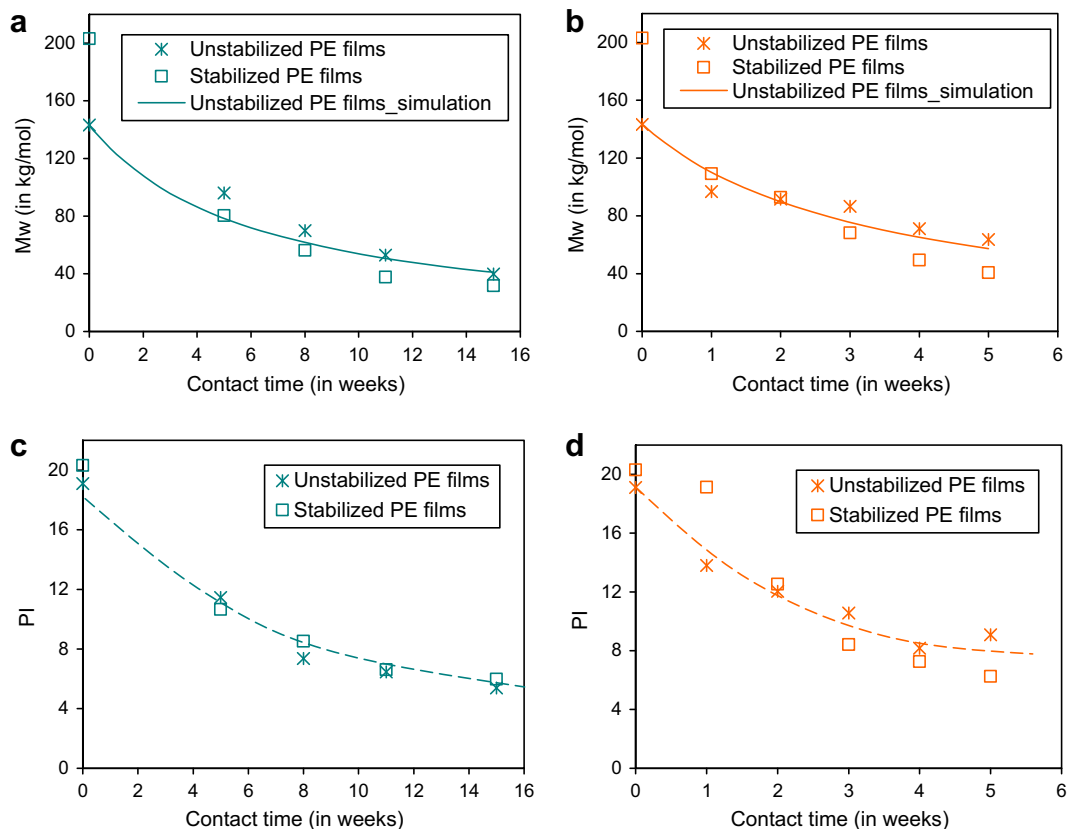 a
200
160
120
80
40
0
Mw (in kg/mol)
Unstabilized PE films
Stabilized PE films
Unstabilized PE films_simulation
0 2 4 6 8 10 12 14 16
Contact time (in weeks)
b
200
160
120
80
40
0
Mw (in kg/mol)
Unstabilized PE films
Stabilized PE films
Unstabilized PE films_simulation
0 1 2 3 4 5 6
Contact time (in weeks)
c
20
16
12
8
4
0
PI
Unstabilized PE films
Stabilized PE films
0 2 4 6 8 10 12 14 16
Contact time (in weeks)
d
20
16
12
8
4
0
PI
Unstabilized PE films
Stabilized PE films
0 1 2 3 4 5 6
Contact time (in weeks)